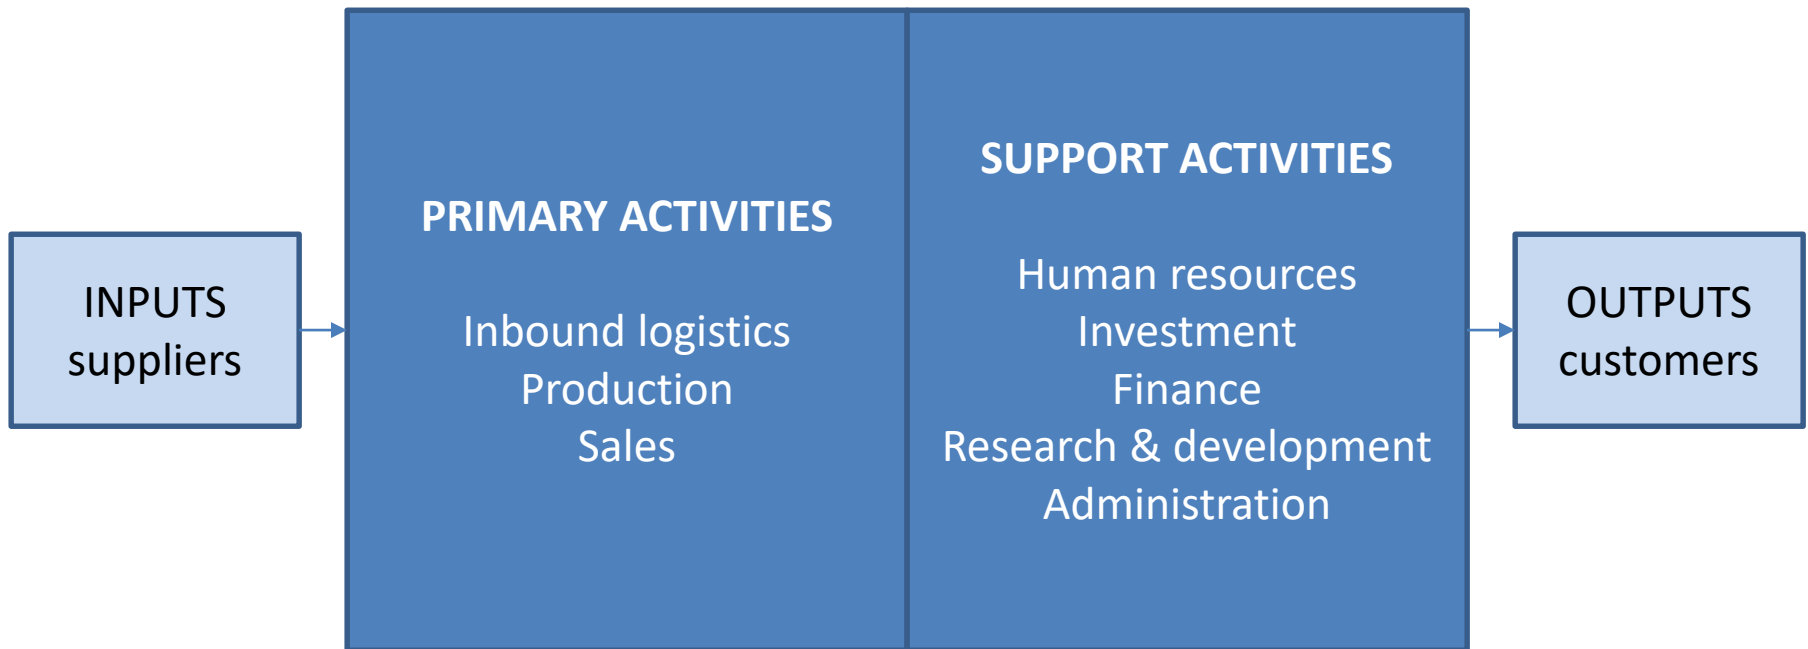 INPUTS
suppliers
PRIMARY ACTIVITIES
Inbound logistics
Production
Sales
SUPPORT ACTIVITIES
Human resources
Investment
Finance
Research & development
Administration
OUTPUTS
customers